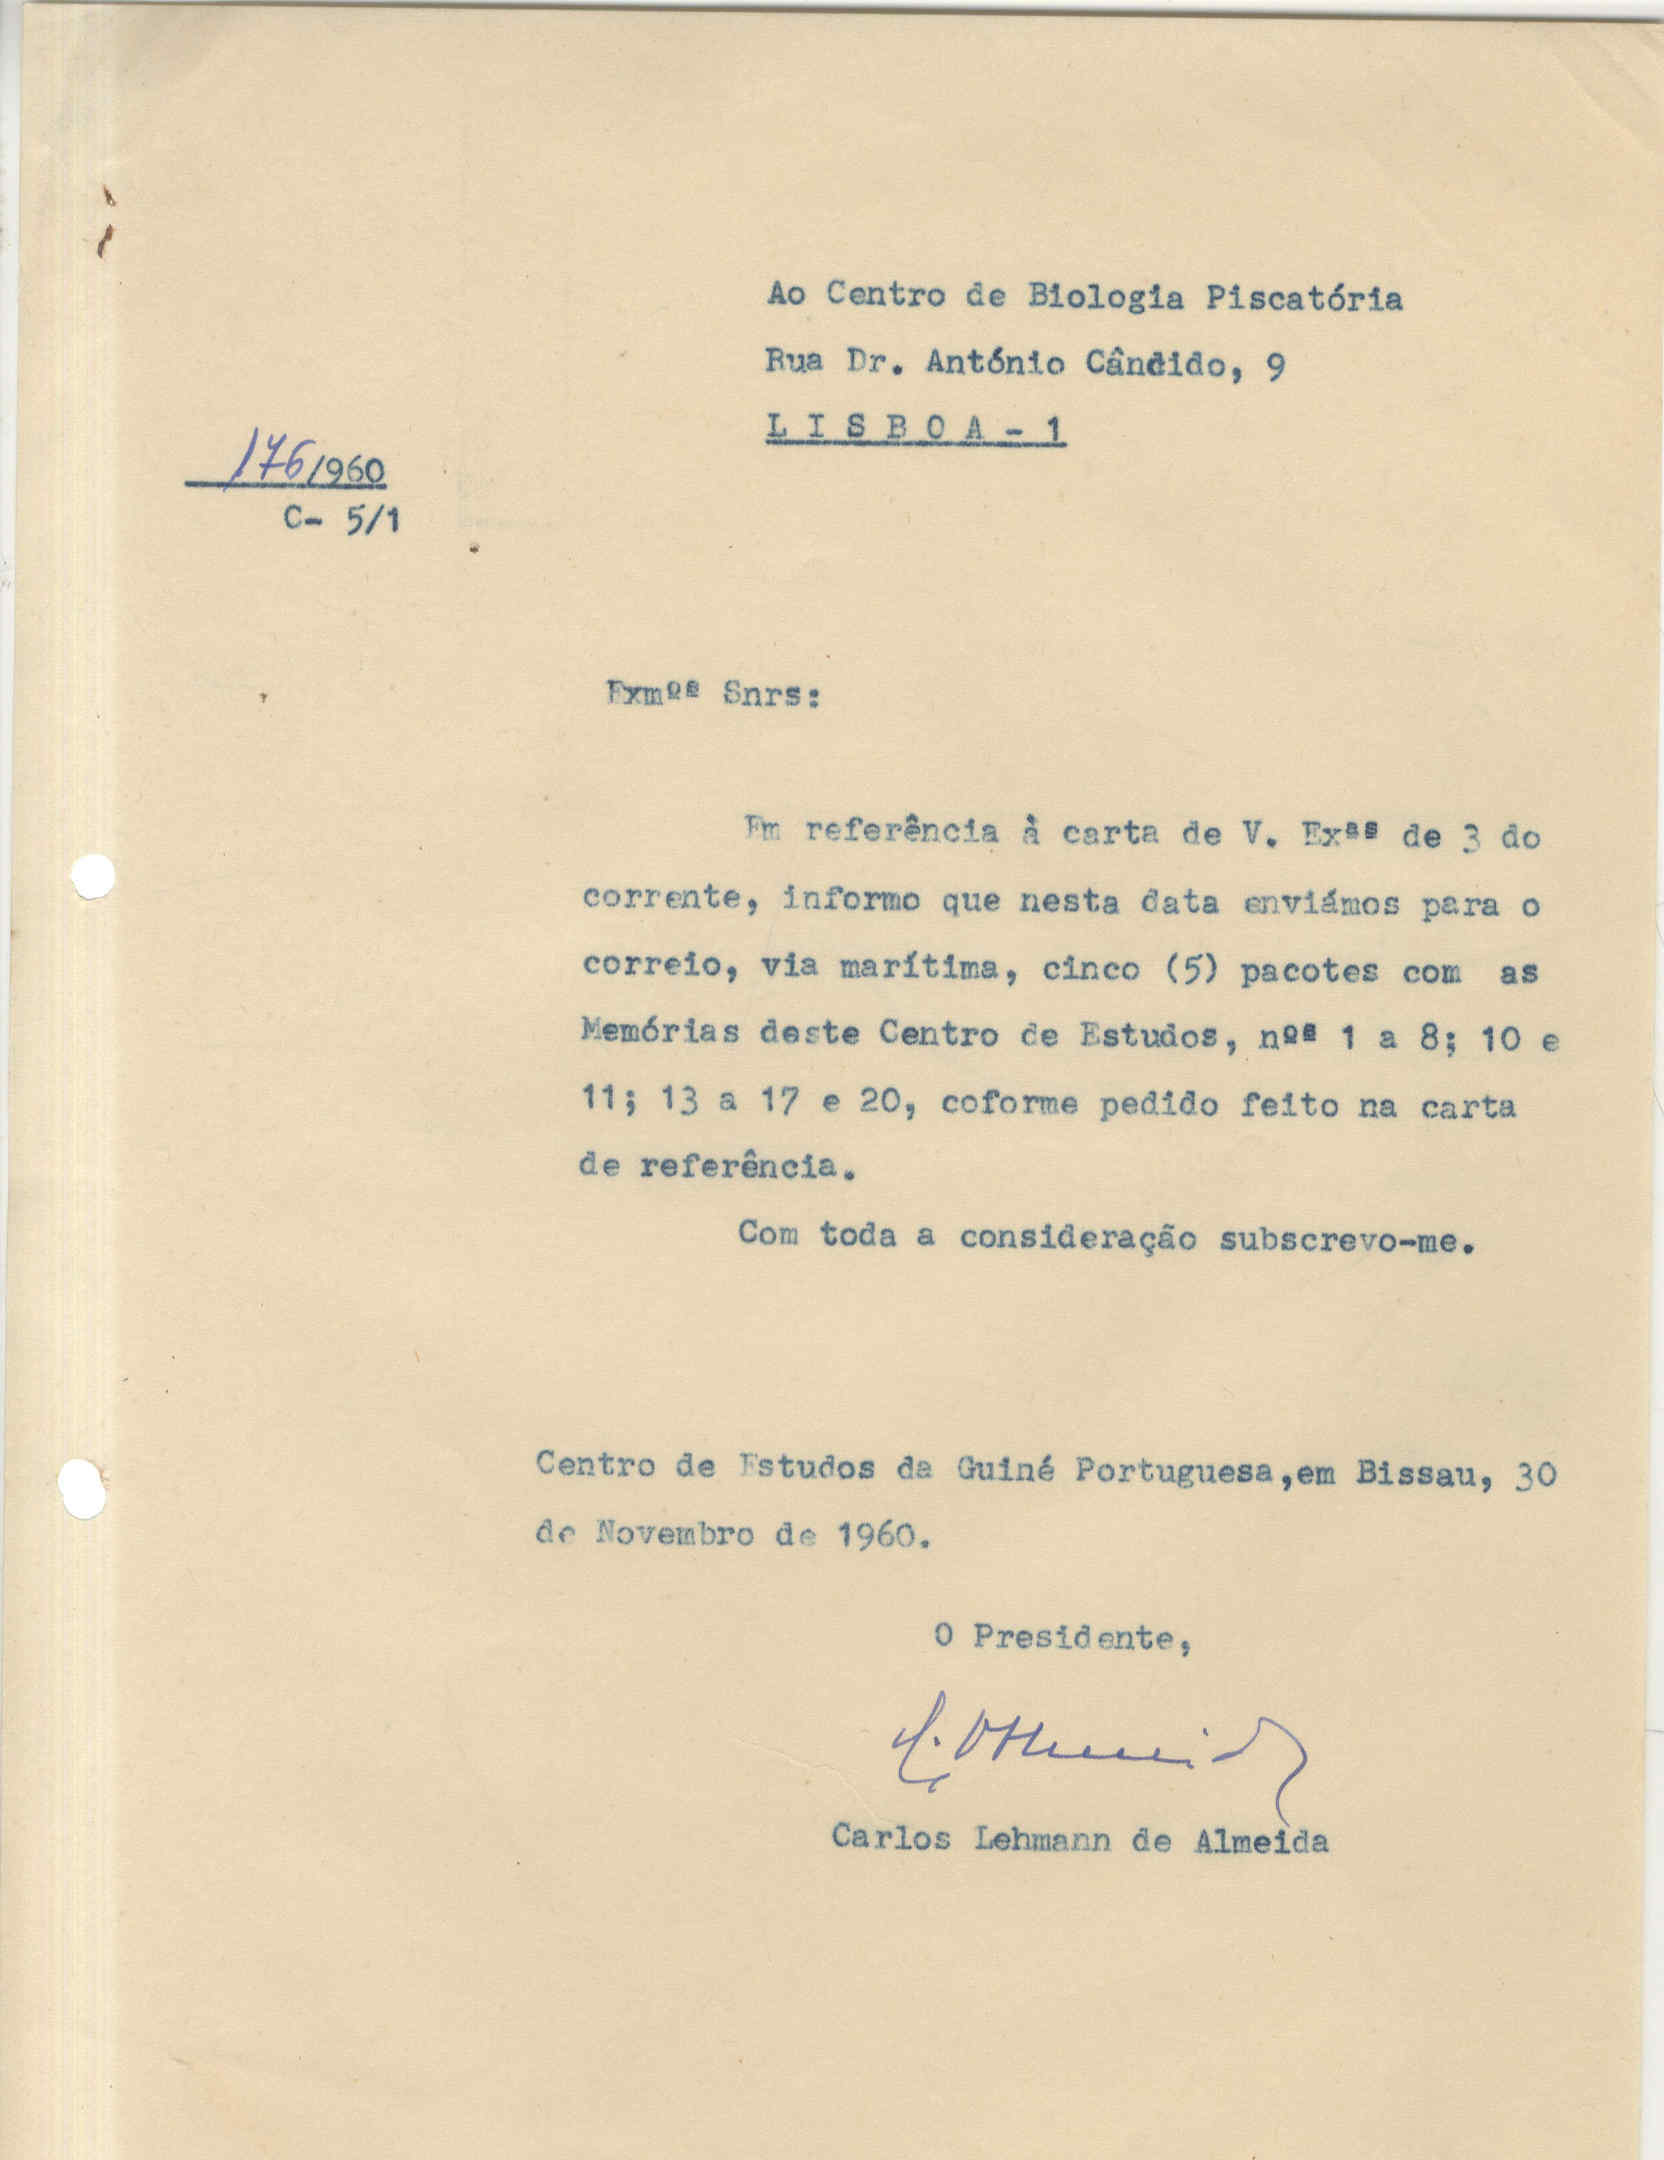 Ao Centro de Biologia Piscatória
Rua Dr. António Cândido, 9
L I S B O A - 1
176/960
C- 5/1
Exmºs Snrs:
Em referência à carta de V. Exªs de 3 do
corrente, informo que nesta data enviámos para o
correio, via marítima, cinco (5) pacotes com as
Memórias deste Centro de Estudos, nºs 1 a 8; 10 e
11; 13 a 17 e 20, coforme pedido feito na carta
de referência.
Com toda a consideração subscrevo-me.
Centro de Estudos da Guiné Portuguesa,em Bissau, 30
de Novembro de 1960.
O Presidente,
C. Almeida
Carlos Lehmann de Almeida